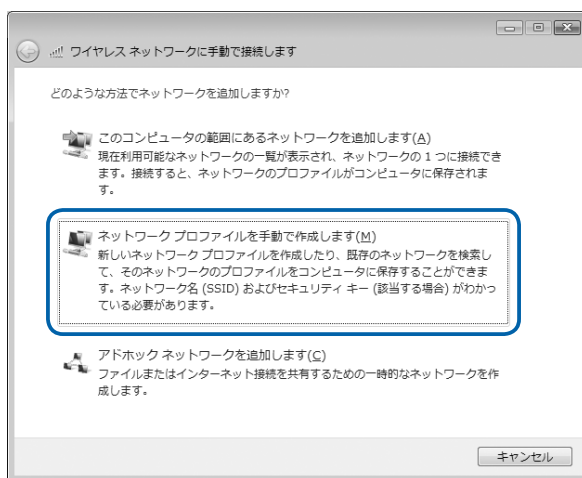 ワイヤレス ネットワークに手動で接続します
どのような方法でネットワークを追加しますか?
このコンピュータの範囲にあるネットワークを追加します(A)
現在利用可能なネットワークの一覧が表示され、ネットワークの 1 つに接続でき
ます。接続すると、ネットワークのプロファイルがコンピュータに保存されま
す。
ネットワーク プロファイルを手動で作成します(M)
新しいネットワーク プロファイルを作成したり、既存のネットワークを検索し
て、そのネットワークのプロファイルをコンピュータに保存することができま
す。ネットワーク名 (SSID) およびセキュリティ キー (該当する場合) がわかっ
ている必要があります。
アドホック ネットワークを追加します(C)
ファイルまたはインターネット接続を共有するための一時的なネットワークを作
成します。
キャンセル